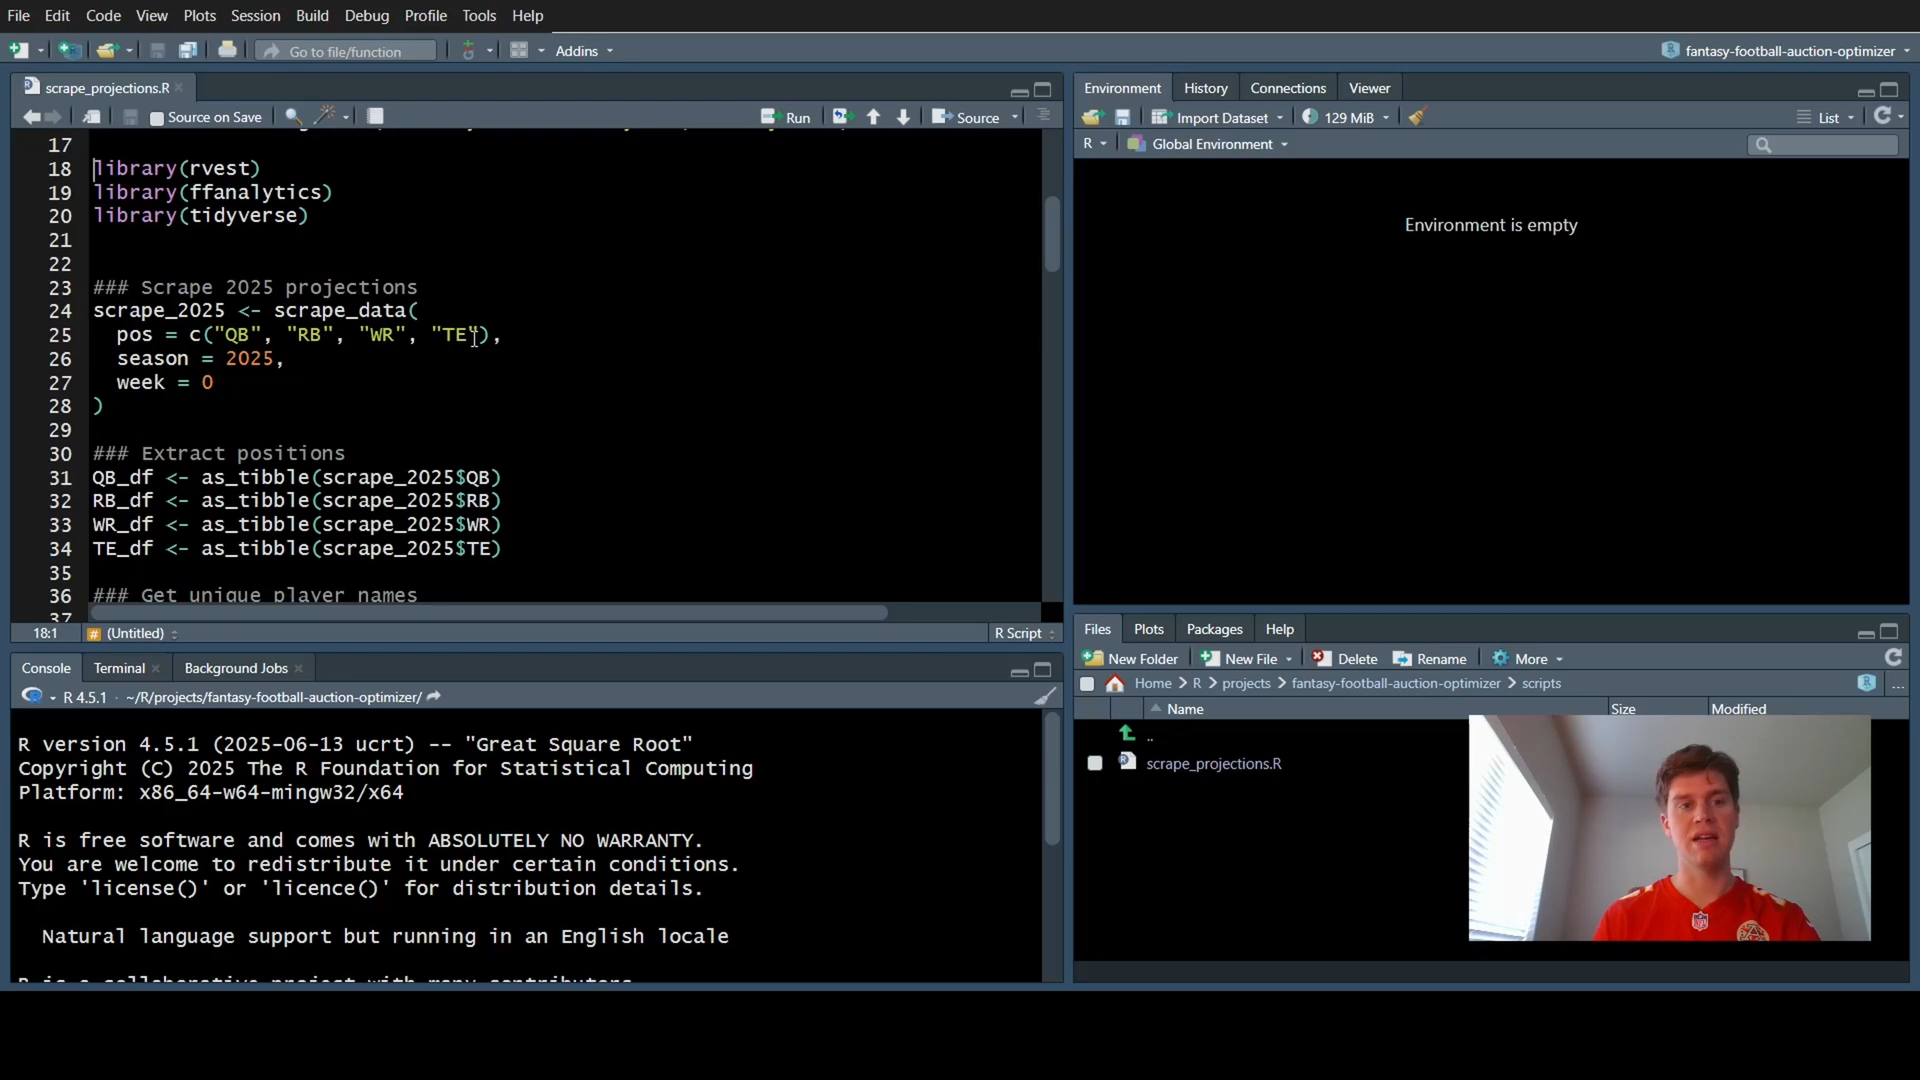 File Edit Code View Plots Session Build Debug Profile Tools Help
Go to file/function Addins fantasy-football-auction-optimizer
scrape_projections.R
Source on Save Run Source
17
18 library(rvest)
19 library(ffanalytics)
20 library(tidyverse)
21
22
23 ### Scrape 2025 projections
24 scrape_2025 <- scrape_data(
25 pos = c("QB", "RB", "WR", "TE"),
26 season = 2025,
27 week = 0
28 )
29
30 ### Extract positions
31 QB_df <- as_tibble(scrape_2025$QB)
32 RB_df <- as_tibble(scrape_2025$RB)
33 WR_df <- as_tibble(scrape_2025$WR)
34 TE_df <- as_tibble(scrape_2025$TE)
35
36 ### Get unique player names
37
18:1 # (Untitled) R Script
Console Terminal Background Jobs
R 4.5.1 · ~/R/projects/fantasy-football-auction-optimizer/
R version 4.5.1 (2025-06-13 ucrt) -- "Great Square Root"
Copyright (C) 2025 The R Foundation for Statistical Computing
Platform: x86_64-w64-mingw32/x64
R is free software and comes with ABSOLUTELY NO WARRANTY.
You are welcome to redistribute it under certain conditions.
Type 'license()' or 'licence()' for distribution details.
Natural language support but running in an English locale
R is a collaborative project with many contributors.
Environment History Connections Viewer
Import Dataset 129 MiB List
R Global Environment
Environment is empty
Files Plots Packages Help
New Folder New File Delete Rename More
Home > R > projects > fantasy-football-auction-optimizer > scripts ...
Name Size Modified
..
scrape_projections.R
NFL